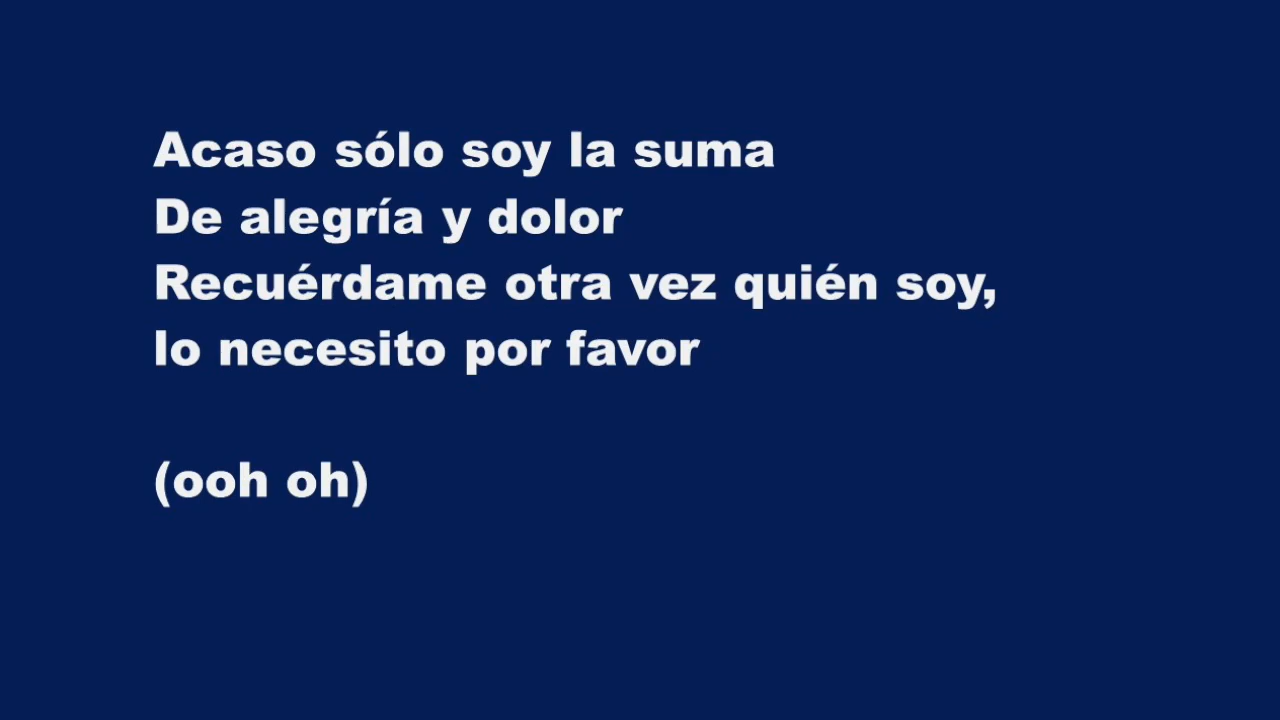 Acaso sólo soy la suma
De alegría y dolor
Recuérdame otra vez quién soy,
lo necesito por favor
(ooh oh)